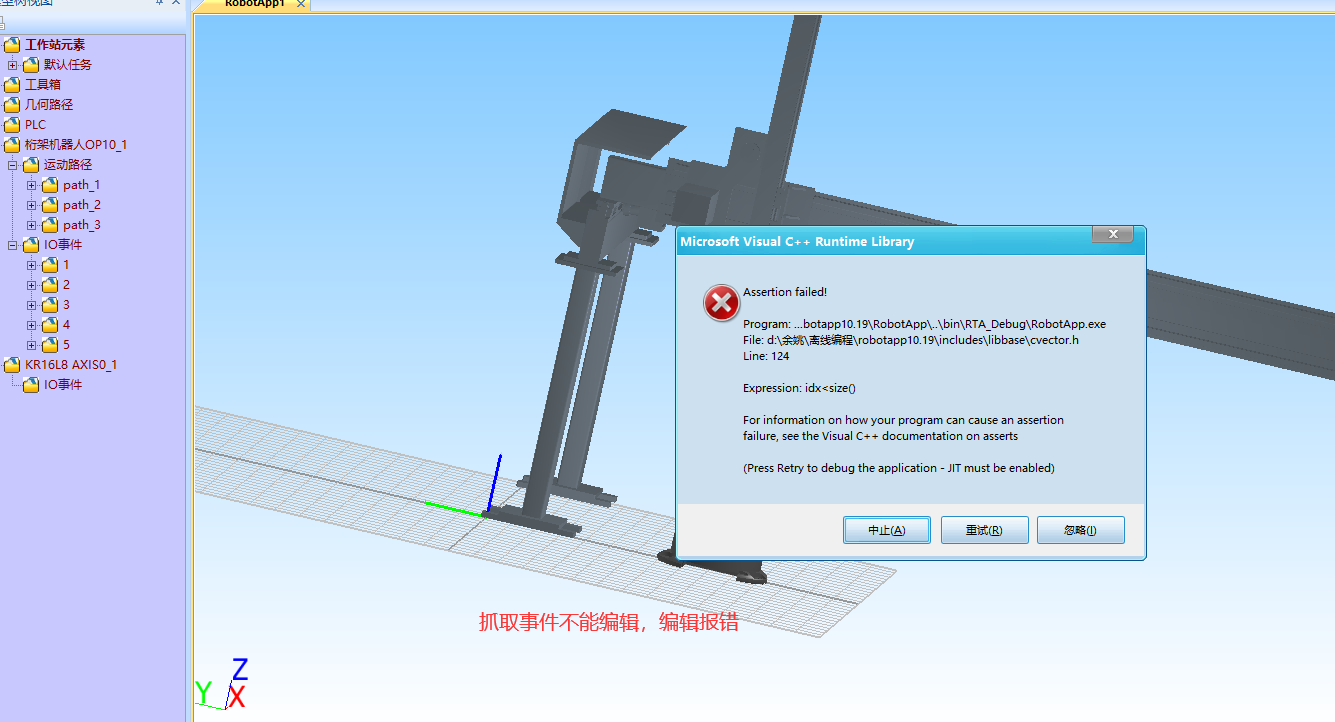 RobotApp1
工作站元素
默认任务
工具箱
几何路径
PLC
桁架机器人OP10_1
运动路径
path_1
path_2
path_3
IO事件
1
2
3
4
5
KR16L8 AXIS0_1
IO事件
Microsoft Visual C++ Runtime Library
Assertion failed!
Program: ...botapp10.19\RobotApp\..\bin\RTA_Debug\RobotApp.exe
File: d:\余姚\离线编程\robotapp10.19\includes\libbase\cvector.h
Line: 124
Expression: idx<size()
For information on how your program can cause an assertion
failure, see the Visual C++ documentation on asserts
(Press Retry to debug the application - JIT must be enabled)
中止(A)
重试(R)
忽略(I)
抓取事件不能编辑，编辑报错
Z
Y
X